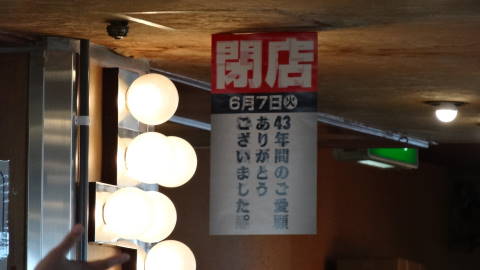 閉店
6月7日(火)
43年間のご愛顧
ありがとう
ございました。